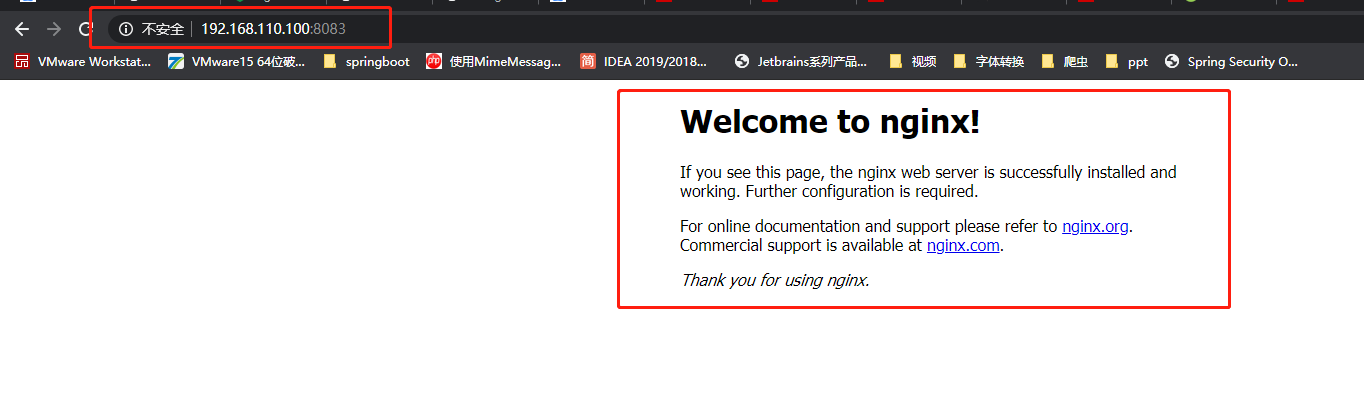 不安全 192.168.110.100:8083
VMware Workstat... VMware15 64位破... springboot 使用MimeMessag... IDEA 2019/2018... Jetbrains系列产品... 视频 字体转换 爬虫 ppt Spring Security O...
Welcome to nginx!
If you see this page, the nginx web server is successfully installed and
working. Further configuration is required.
For online documentation and support please refer to nginx.org.
Commercial support is available at nginx.com.
Thank you for using nginx.